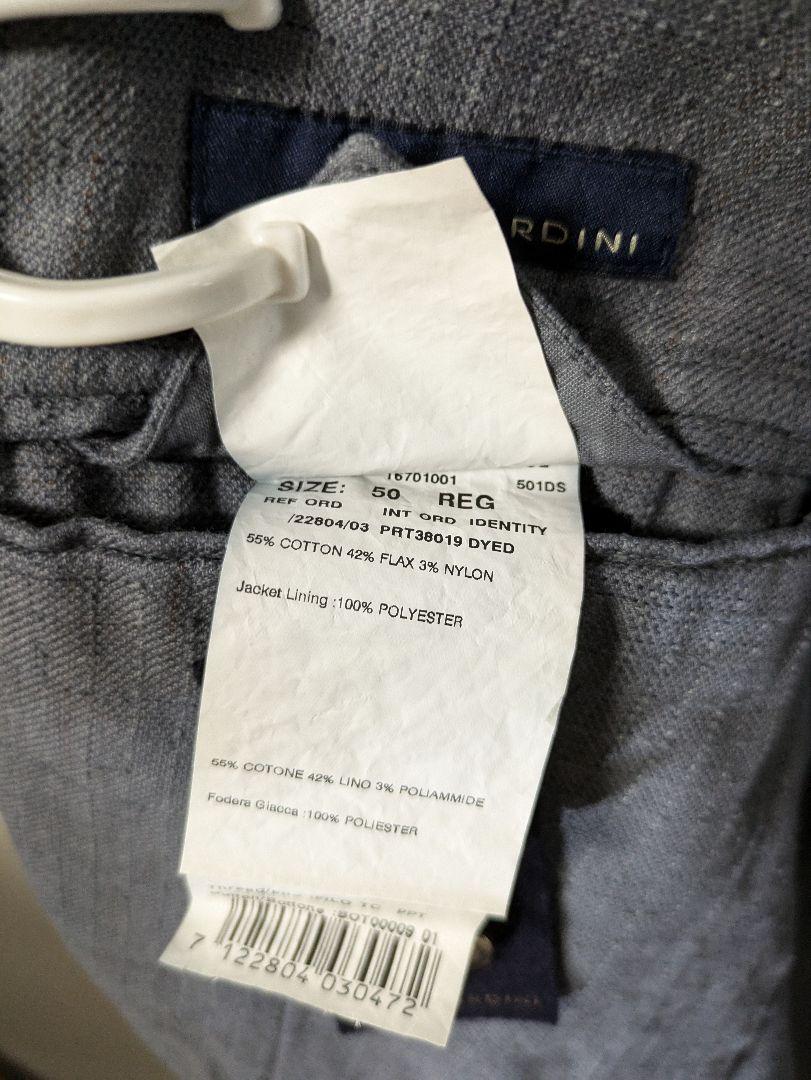 RDINI
16701001
501DS
SIZE: 50 REG
REF ORD INT ORD IDENTITY
/22804/03 PRT38019 DYED
55% COTTON 42% FLAX 3% NYLON
Jacket Lining :100% POLYESTER
55% COTONE 42% LINO 3% POLIAMMIDE
Fodera Giacca :100% POLIESTER
:BOT00009 01
7 122804 030472